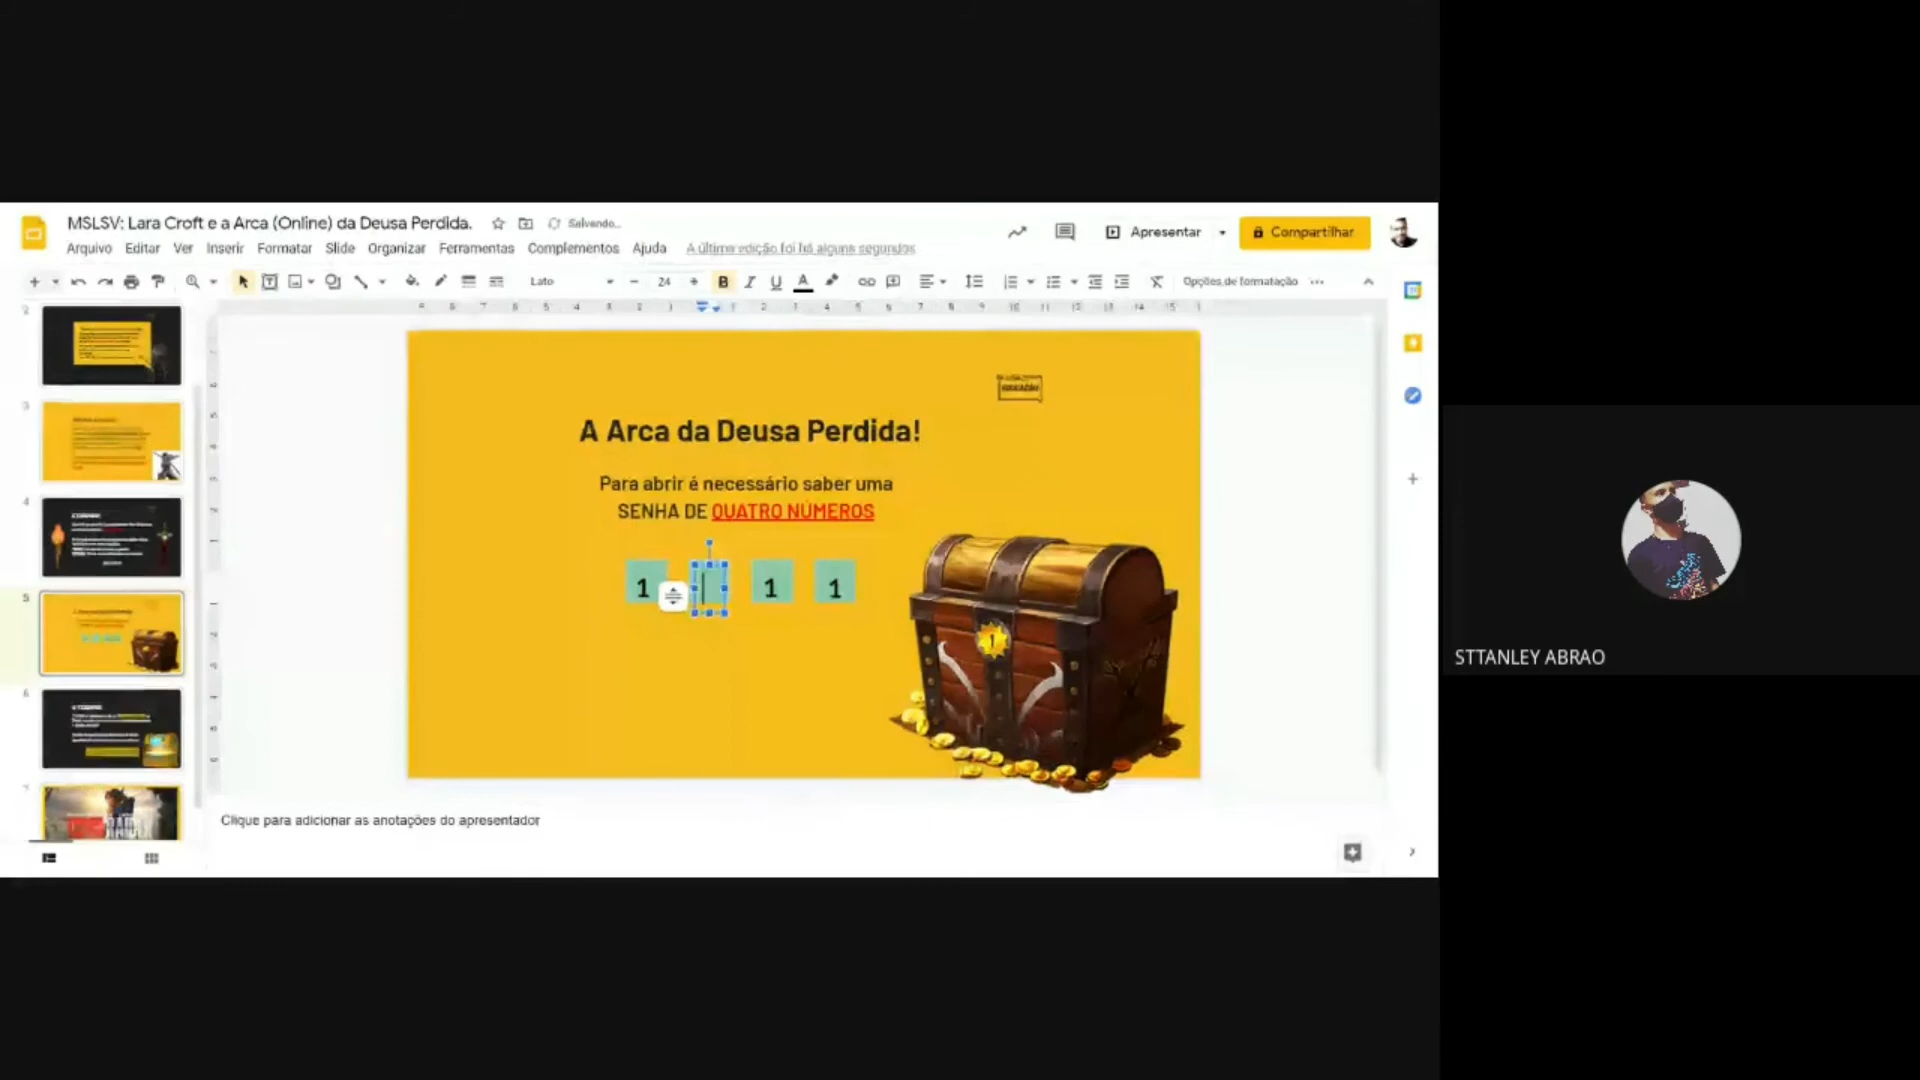 MSLSV: Lara Croft e a Arca (Online) da Deusa Perdida.
Salvando...
Arquivo Editar Ver Inserir Formatar Slide Organizar Ferramentas Complementos Ajuda
A última edição foi há alguns segundos
Apresentar
Compartilhar
Lato
24
Opções de formatação
A Arca da Deusa Perdida!
Para abrir é necessário saber uma
SENHA DE QUATRO NÚMEROS
1 1 1
Clique para adicionar as anotações do apresentador
STTANLEY ABRAO